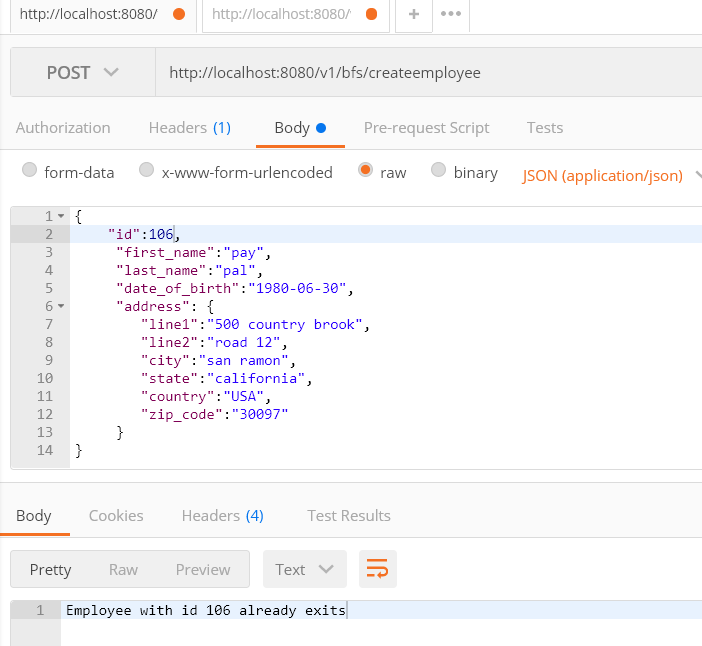 http://localhost:8080/ http://localhost:8080/ + •••
POST http://localhost:8080/v1/bfs/createemployee
Authorization Headers (1) Body Pre-request Script Tests
form-data x-www-form-urlencoded raw binary JSON (application/json)
1 {
2 "id":106,
3 "first_name":"pay",
4 "last_name":"pal",
5 "date_of_birth":"1980-06-30",
6 "address": {
7 "line1":"500 country brook",
8 "line2":"road 12",
9 "city":"san ramon",
10 "state":"california",
11 "country":"USA",
12 "zip_code":"30097"
13 }
14 }
Body Cookies Headers (4) Test Results
Pretty Raw Preview Text
1 Employee with id 106 already exits